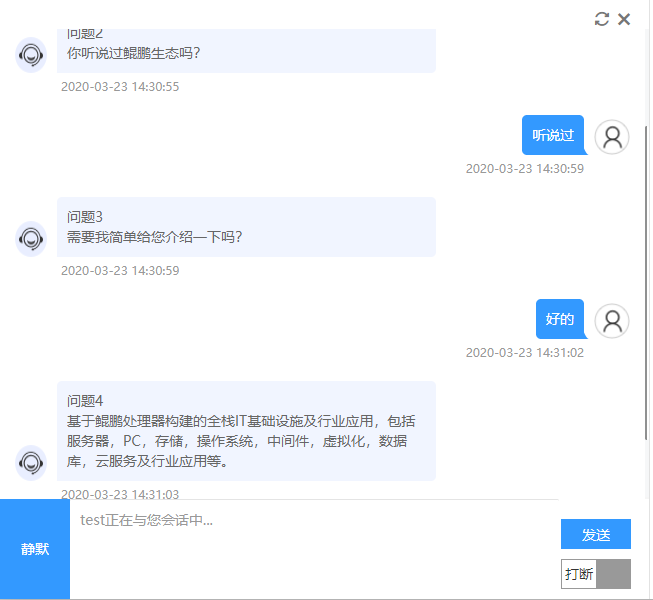 问题2
你听说过鲲鹏生态吗?
2020-03-23 14:30:55
听说过
2020-03-23 14:30:59
问题3
需要我简单给您介绍一下吗?
2020-03-23 14:30:59
好的
2020-03-23 14:31:02
问题4
基于鲲鹏处理器构建的全栈IT基础设施及行业应用，包括
服务器，PC，存储，操作系统，中间件，虚拟化，数据
库，云服务及行业应用等。
2020-03-23 14:31:03
静默
test正在与您会话中...
发送
打断